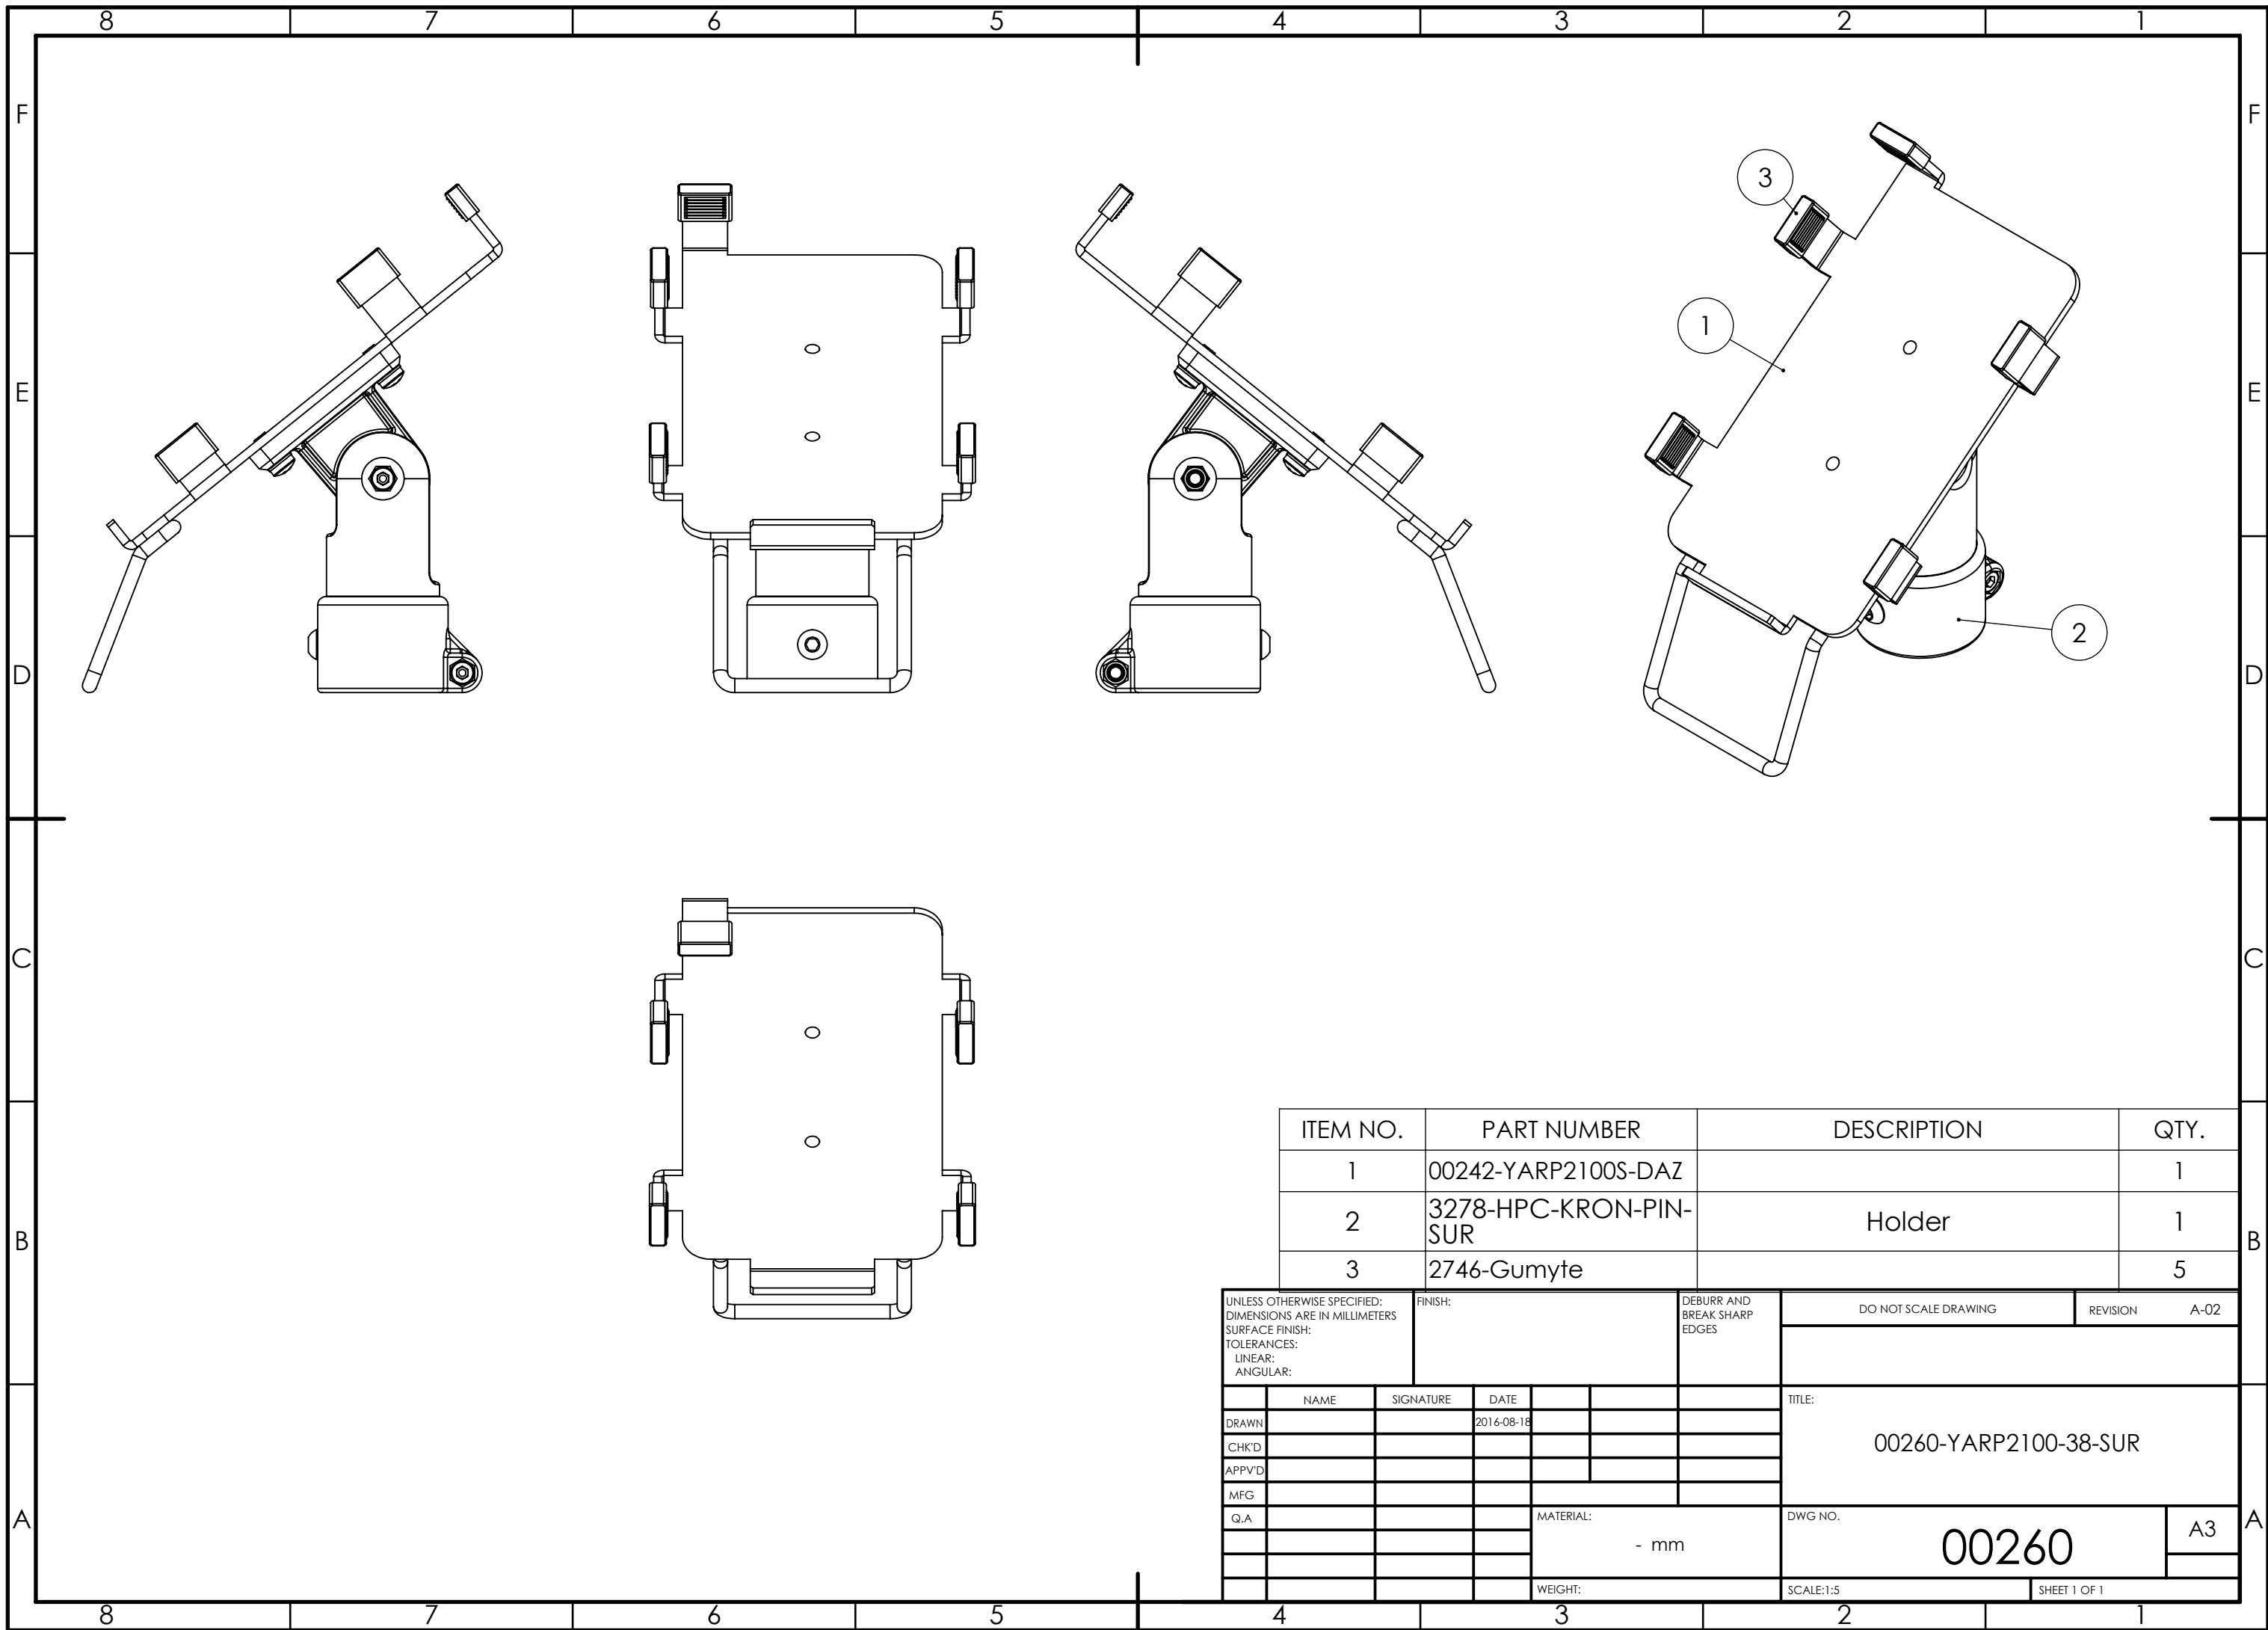 8 7 6 5 4 3 2 1
F F
3
1
E E
2
D D
C C
ITEM NO. PART NUMBER DESCRIPTION QTY.
1 00242-YARP2100S-DAZ 1
2 3278-HPC-KRON-PIN-
SUR Holder 1
3 2746-Gumyte 5
B B
UNLESS OTHERWISE SPECIFIED:
DIMENSIONS ARE IN MILLIMETERS
SURFACE FINISH:
TOLERANCES:
LINEAR:
ANGULAR:
FINISH:
DEBURR AND
BREAK SHARP
EDGES
DO NOT SCALE DRAWING
REVISION A-02
NAME SIGNATURE DATE
DRAWN 2016-08-18
CHK'D
APPV'D
MFG
Q.A
TITLE:
00260-YARP2100-38-SUR
MATERIAL:
- mm
DWG NO.
00260
A3
A A
WEIGHT:
SCALE:1:5
SHEET 1 OF 1
8 7 6 5 4 3 2 1